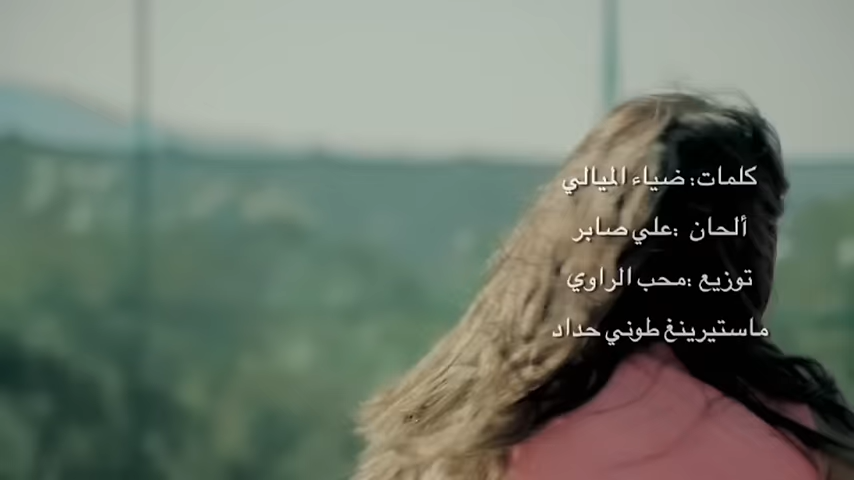 كلمات: ضياء الميالي
ألحان :علي صابر
توزيع :محب الراوي
ماستيرينغ طوني حداد